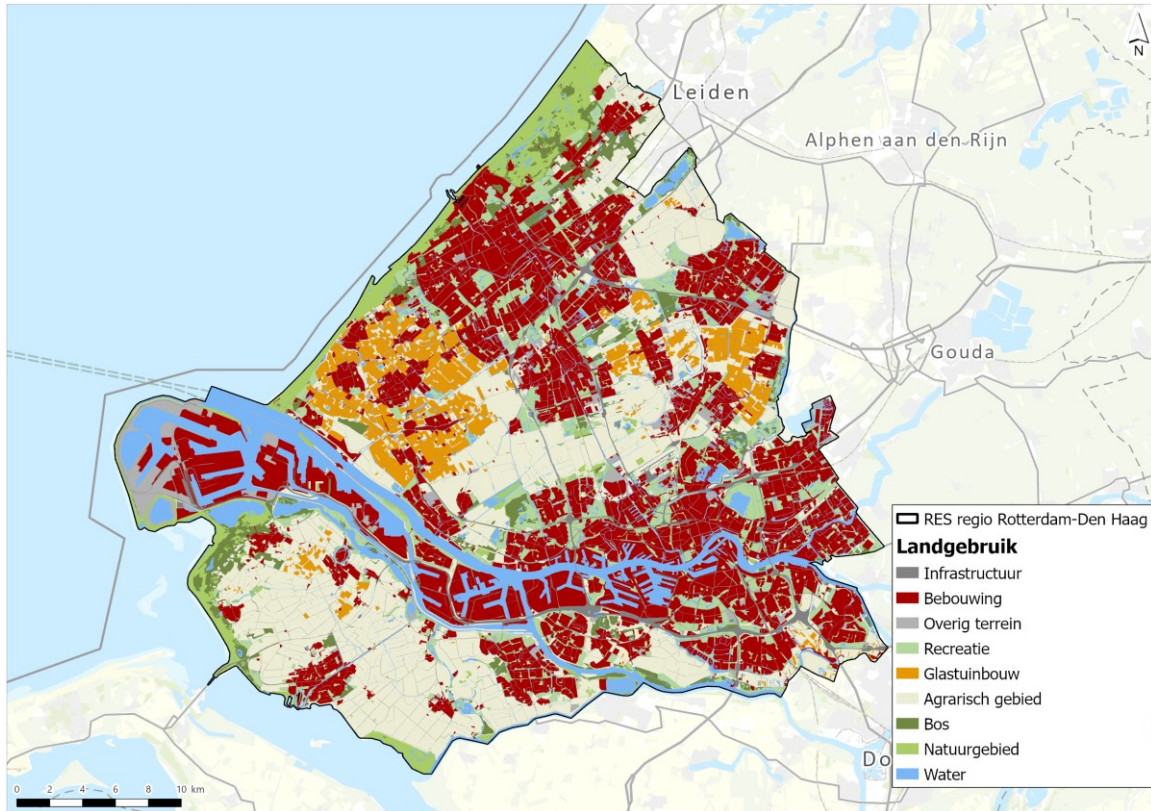 N
Leiden
Alphen aan den Rijn
Gouda
RES regio Rotterdam-Den Haag
Landgebruik
Infrastructuur
Bebouwing
Overig terrein
Recreatie
Glastuinbouw
Agrarisch gebied
Bos
Natuurgebied
Water
Do
0 2 4 6 8 10 km